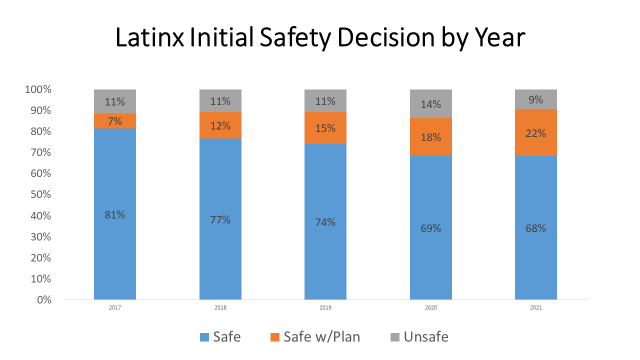 Latinx Initial Safety Decision by Year
100%
90%
80%
70%
60%
50%
40%
30%
20%
10%
0%
11% 11% 11% 14% 9%
7% 12% 15% 18% 22%
81% 77% 74% 69% 68%
2017 2018 2019 2020 2021
Safe Safe w/Plan Unsafe